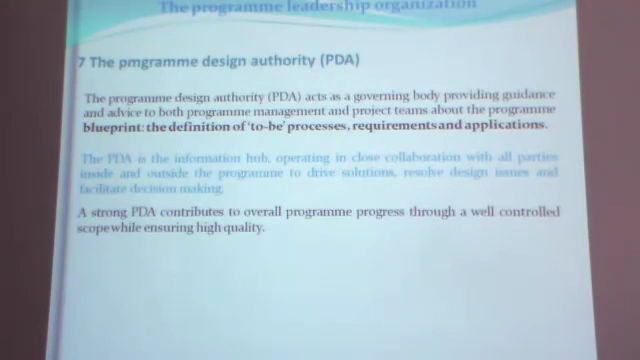 The programme leadership organization
7 The pmgramme design authority (PDA)
The programme design authority (PDA) acts as a governing body providing guidance
and advice to both programme management and project teams about the programme
blueprint: the definition of 'to-be' processes, requirements and applications.
The PDA is the information hub, operating in close collaboration with all parties
inside and outside the programme to drive solutions, resolve design issues and
facilitate decision making.
A strong PDA contributes to overall programme progress through a well controlled
scope while ensuring high quality.